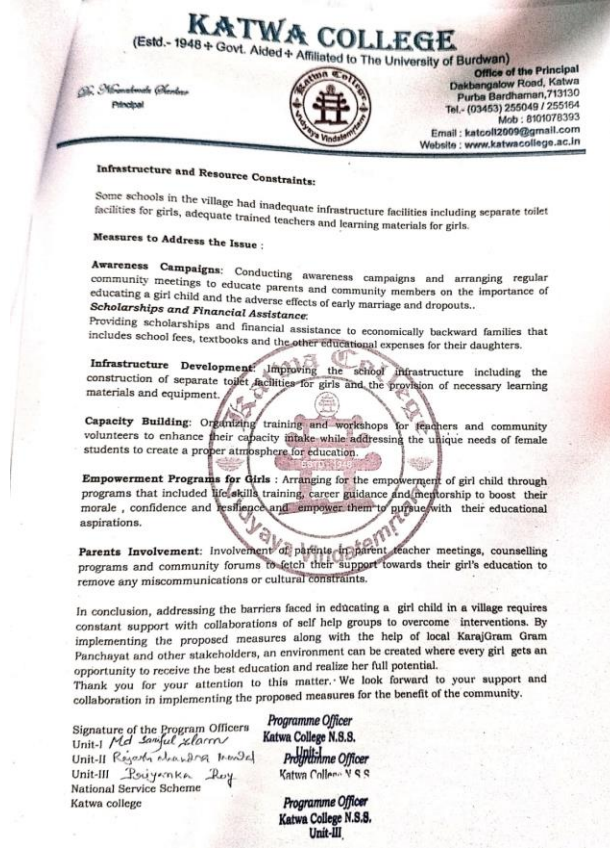 KATWA COLLEGE
(Estd.- 1948 + Govt. Aided + Affiliated to The University of Burdwan)
Principal
Katwa College
Vidyaya Vindatemrtam
Office of the Principal
Dakbangalow Road, Katwa
Purba Bardhaman,713130
Tel.- (03453) 255049 / 255164
Mob : 8101078393
Email : katcoll2009@gmail.com
Website : www.katwacollege.ac.in
Infrastructure and Resource Constraints:
Some schools in the village had inadequate infrastructure facilities including separate toilet
facilities for girls, adequate trained teachers and learning materials for girls.
Measures to Address the Issue :
Awareness Campaigns: Conducting awareness campaigns and arranging regular
community meetings to educate parents and community members on the importance of
educating a girl child and the adverse effects of early marriage and dropouts..
Scholarships and Financial Assistance:
Providing scholarships and financial assistance to economically backward families that
includes school fees, textbooks and the other educational expenses for their daughters.
Infrastructure Development: Improving the school infrastructure including the
construction of separate toilet facilities for girls and the provision of necessary learning
materials and equipment.
Capacity Building: Organizing training and workshops for teachers and community
volunteers to enhance their capacity intake while addressing the unique needs of female
students to create a proper atmosphere for education.
Empowerment Programs for Girls : Arranging for the empowerment of girl child through
programs that included life skills training, career guidance and mentorship to boost their
morale , confidence and resilience and empower them to pursue with their educational
aspirations.
Parents Involvement: Involvement of parents in parent teacher meetings, counselling
programs and community forums to fetch their support towards their girl's education to
remove any miscommunications or cultural constraints.
Katwa College
ESTD-1948
Vidyaya Vindatemrtam
In conclusion, addressing the barriers faced in educating a girl child in a village requires
constant support with collaborations of self help groups to overcome interventions. By
implementing the proposed measures along with the help of local KarajGram Gram
Panchayat and other stakeholders, an environment can be created where every girl gets an
opportunity to receive the best education and realize her full potential.
Thank you for your attention to this matter. We look forward to your support and
collaboration in implementing the proposed measures for the benefit of the community.
Signature of the Program Officers
Unit-I Md
Unit-II
Unit-III Priyanka Roy
National Service Scheme
Katwa college
Programme Officer
Katwa College N.S.S.
Unit-I
Programme Officer
Katwa College N.S.S
Programme Officer
Katwa College N.S.S.
Unit-III